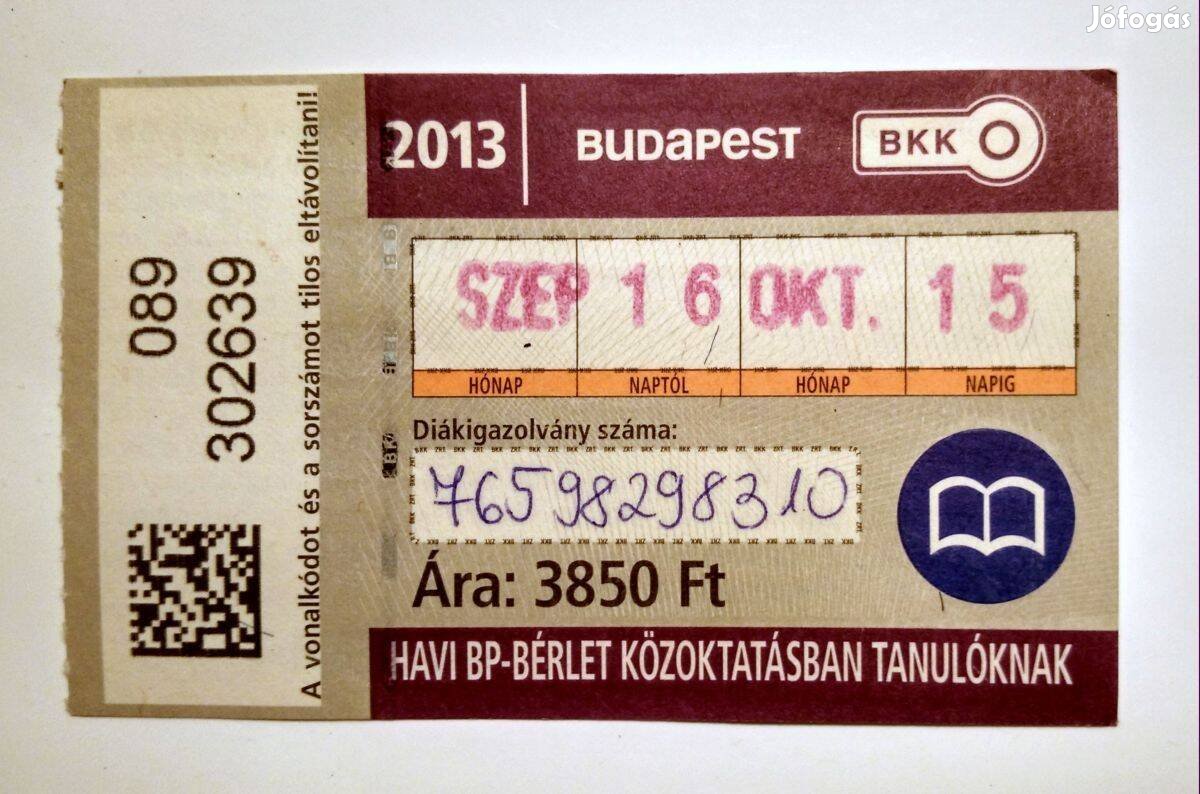 Jófogás
2013 BUDAPEST BKK
SZEP 16 OKT. 15
HÓNAP NAPTÓL HÓNAP NAPIG
Diákigazolvány száma:
76598298310
Ára: 3850 Ft
HAVI BP-BÉRLET KÖZOKTATÁSBAN TANULÓKNAK
089
302639
A vonalkódot és a sorszámot tilos eltávolítani!